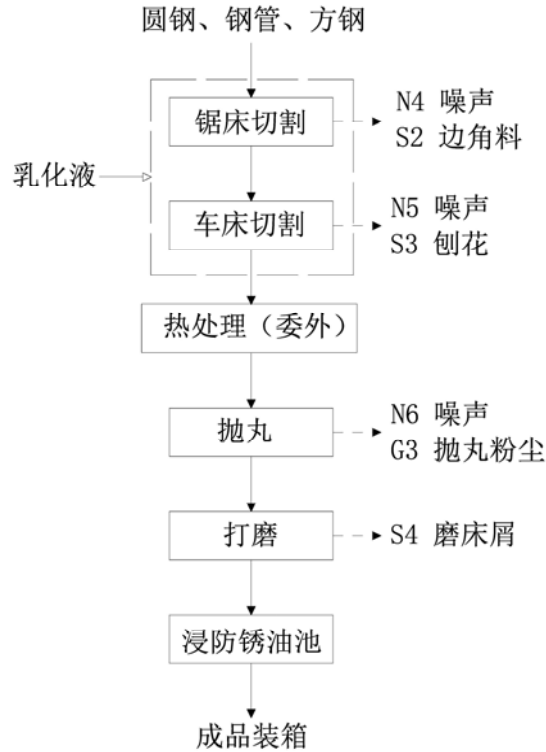 圆钢、钢管、方钢
锯床切割
N4 噪声
S2 边角料
乳化液
车床切割
N5 噪声
S3 刨花
热处理（委外）
抛丸
N6 噪声
G3 抛丸粉尘
打磨
S4 磨床屑
浸防锈油池
成品装箱